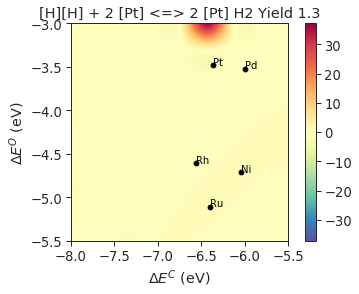 [H][H] + 2 [Pt] <=> 2 [Pt] H2 Yield 1.3
−3.0
−3.5
−4.0
−4.5
−5.0
−5.5
ΔE^O (eV)
Pt
Pd
Rh
Ni
Ru
−8.0 −7.5 −7.0 −6.5 −6.0 −5.5
ΔE^C (eV)
30
20
10
0
−10
−20
−30